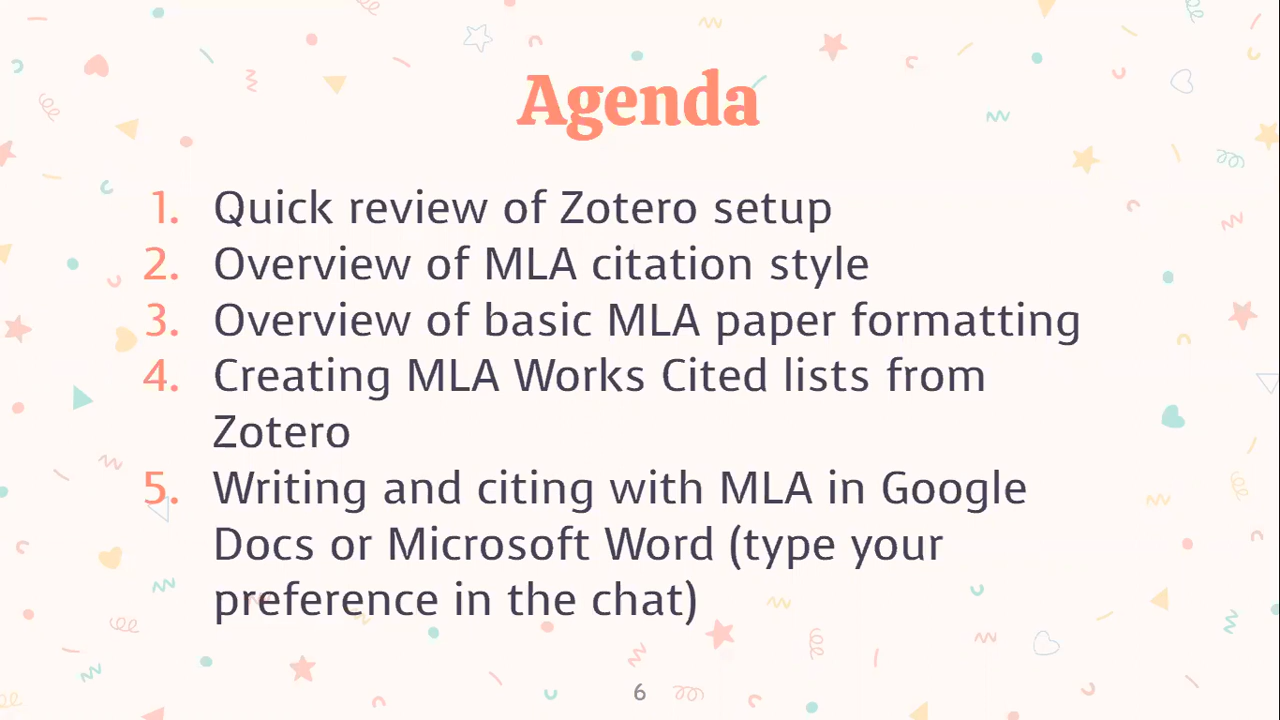 Agenda
1. Quick review of Zotero setup
2. Overview of MLA citation style
3. Overview of basic MLA paper formatting
4. Creating MLA Works Cited lists from
Zotero
5. Writing and citing with MLA in Google
Docs or Microsoft Word (type your
preference in the chat)
6